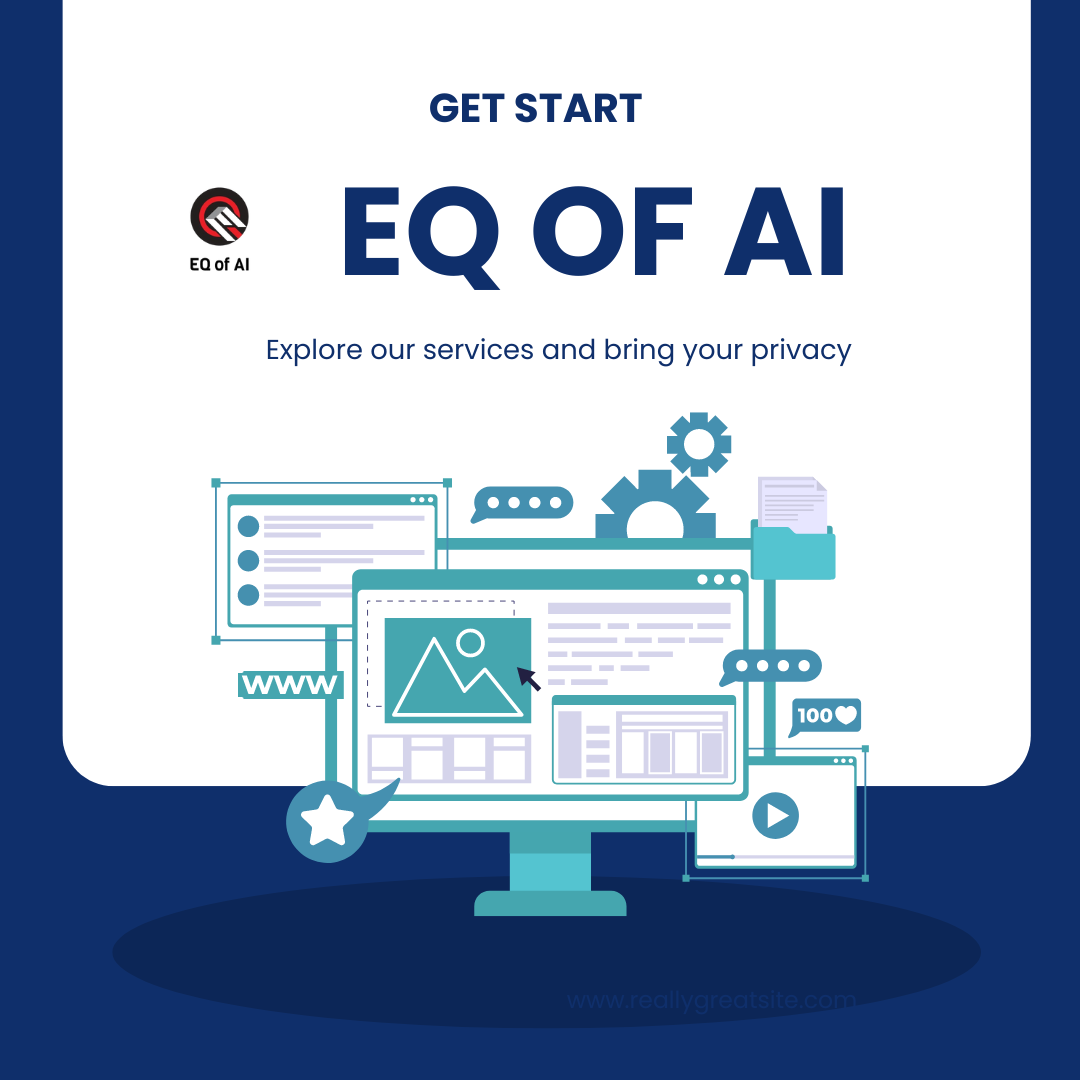 GET START
EQ OF AI
EQ of AI
Explore our services and bring your privacy
WWW
100
www.reallygreatsite.com